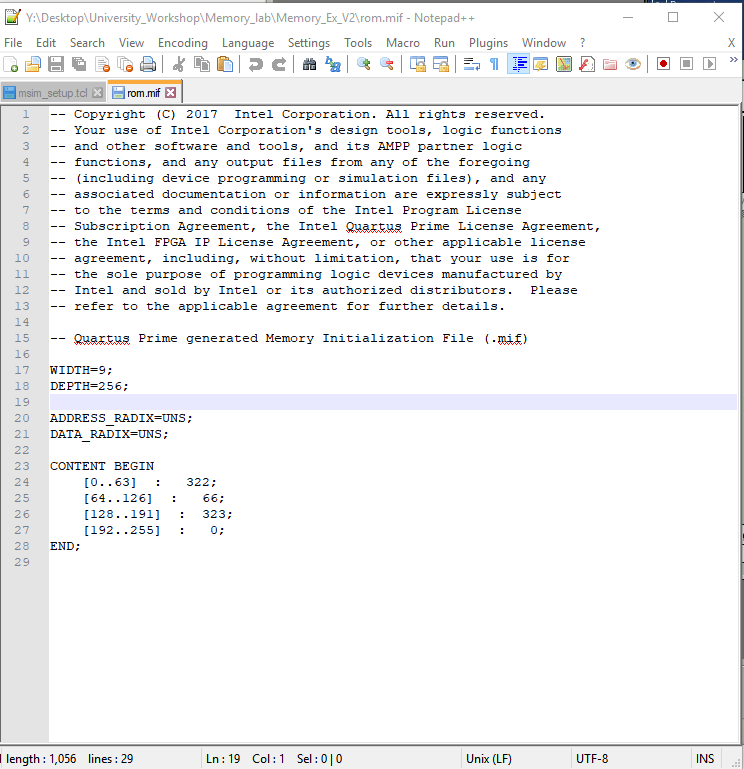 Y:\Desktop\University_Workshop\Memory_lab\Memory_Ex_V2\rom.mif - Notepad++
File Edit Search View Encoding Language Settings Tools Macro Run Plugins Window ? X
msim_setup.tcl rom.mif
1 -- Copyright (C) 2017  Intel Corporation. All rights reserved.
2 -- Your use of Intel Corporation's design tools, logic functions
3 -- and other software and tools, and its AMPP partner logic
4 -- functions, and any output files from any of the foregoing
5 -- (including device programming or simulation files), and any
6 -- associated documentation or information are expressly subject
7 -- to the terms and conditions of the Intel Program License
8 -- Subscription Agreement, the Intel Quartus Prime License Agreement,
9 -- the Intel FPGA IP License Agreement, or other applicable license
10 -- agreement, including, without limitation, that your use is for
11 -- the sole purpose of programming logic devices manufactured by
12 -- Intel and sold by Intel or its authorized distributors.  Please
13 -- refer to the applicable agreement for further details.
14
15 -- Quartus Prime generated Memory Initialization File (.mif)
16
17 WIDTH=9;
18 DEPTH=256;
19
20 ADDRESS_RADIX=UNS;
21 DATA_RADIX=UNS;
22
23 CONTENT BEGIN
24 [0..63]  :   322;
25 [64..126]  :   66;
26 [128..191]  :  323;
27 [192..255]  :   0;
28 END;
29
length : 1,056 lines : 29 Ln : 19 Col : 1 Sel : 0 | 0 Unix (LF) UTF-8 INS